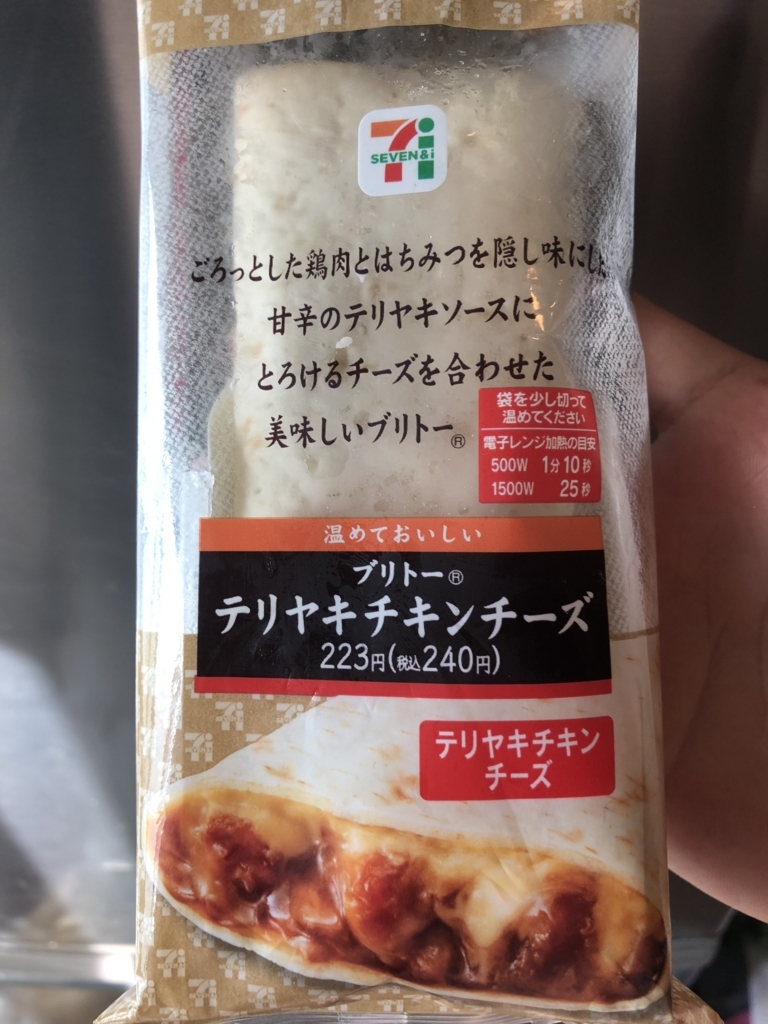 SEVEN&i
ごろっとした鶏肉とはちみつを隠し味にした
甘辛のテリヤキソースに
とろけるチーズを合わせた
美味しいブリトー®
袋を少し切って
温めてください
電子レンジ加熱の目安
500W 1分10秒
1500W 25秒
温めておいしい
ブリトー®
テリヤキチキンチーズ
223円(税込240円)
テリヤキチキン
チーズ